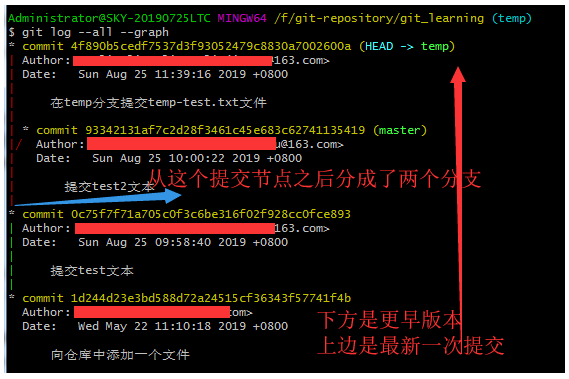 Administrator@SKY-20190725LTC MINGW64 /f/git-repository/git_learning (temp)
$ git log --all --graph
* commit 4f890b5cedf7537d3f93052479c8830a7002600a (HEAD -> temp)
| Author: @163.com>
| Date: Sun Aug 25 11:39:16 2019 +0800
|
| 在temp分支提交temp-test.txt文件
|
| * commit 93342131af7c2d28f3461c45e683c62741135419 (master)
|/ Author: u@163.com>
| Date: Sun Aug 25 10:00:22 2019 +0800
|
| 提交test2文本
|
从这个提交节点之后分成了两个分支
* commit 0c75f7f71a705c0f3c6be316f02f928cc0fce893
| Author: 163.com>
| Date: Sun Aug 25 09:58:40 2019 +0800
|
| 提交test文本
|
* commit 1d244d23e3bd588d72a24515cf36343f57741f4b
Author: com>
Date: Wed May 22 11:10:18 2019 +0800
向仓库中添加一个文件
下方是更早版本
上边是最新一次提交